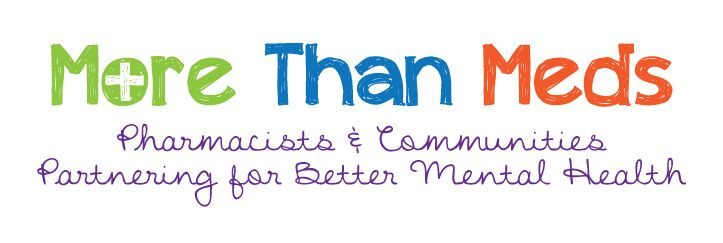 More Than Meds
Pharmacists & Communities
Partnering for Better Mental Health